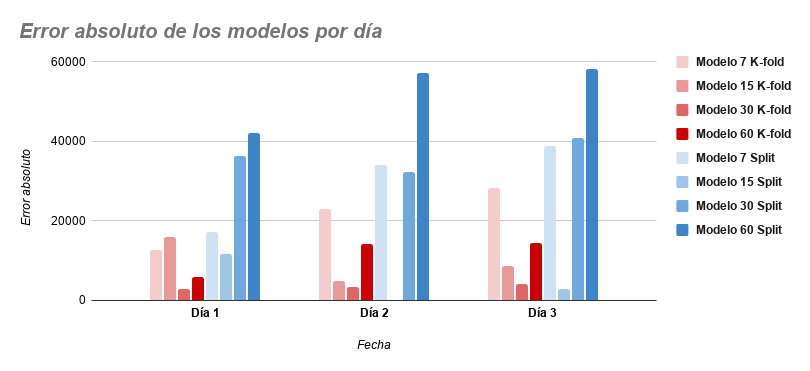 Error absoluto de los modelos por día
60000
40000
20000
0
Error absoluto
Día 1
Día 2
Día 3
Fecha
Modelo 7 K-fold
Modelo 15 K-fold
Modelo 30 K-fold
Modelo 60 K-fold
Modelo 7 Split
Modelo 15 Split
Modelo 30 Split
Modelo 60 Split